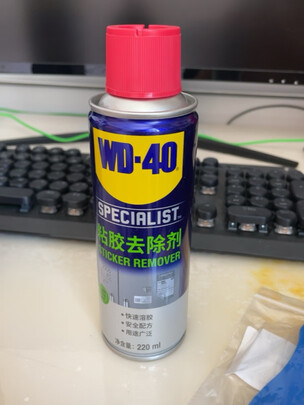 WD-40
SPECIALIST
粘胶去除剂
STICKER REMOVER
• 快速溶胶
• 安全配方
• 用途广泛
净含量: 220 ml